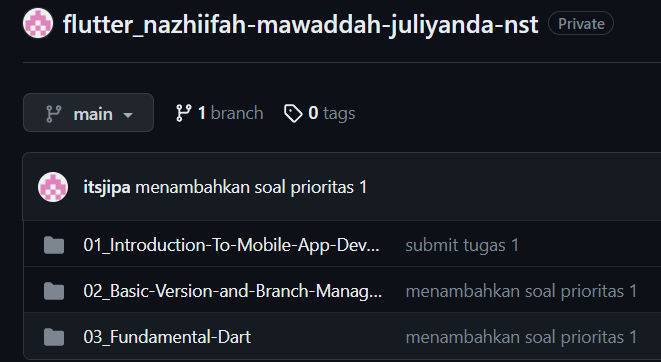 flutter_nazhiifah-mawaddah-juliyanda-nst Private
main 1 branch 0 tags
itsjipa menambahkan soal prioritas 1
01_Introduction-To-Mobile-App-Dev... submit tugas 1
02_Basic-Version-and-Branch-Manag... menambahkan soal prioritas 1
03_Fundamental-Dart menambahkan soal prioritas 1